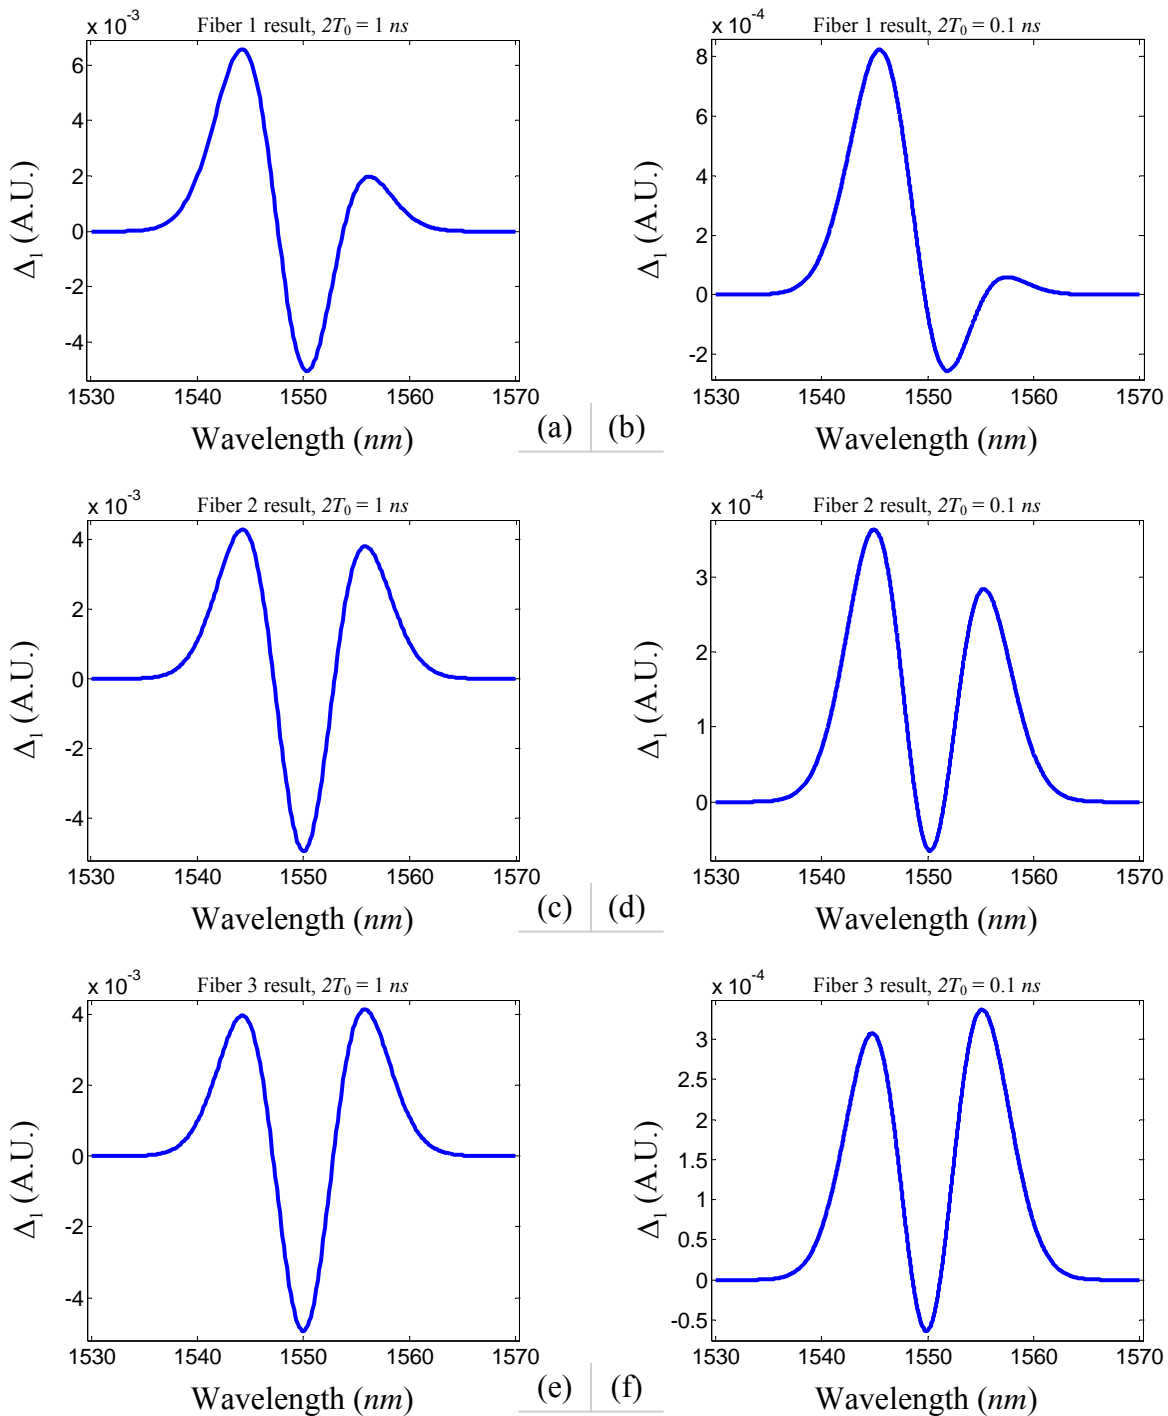 x 10^-3
Fiber 1 result, 2T₀ = 1 ns
6
4
2
0
-2
-4
Δ₁ (A.U.)
1530 1540 1550 1560 1570
Wavelength (nm)
(a)
x 10^-4
Fiber 1 result, 2T₀ = 0.1 ns
8
6
4
2
0
-2
Δ₁ (A.U.)
1530 1540 1550 1560 1570
Wavelength (nm)
(b)
x 10^-3
Fiber 2 result, 2T₀ = 1 ns
4
2
0
-2
-4
Δ₁ (A.U.)
1530 1540 1550 1560 1570
Wavelength (nm)
(c)
x 10^-4
Fiber 2 result, 2T₀ = 0.1 ns
3
2
1
0
Δ₁ (A.U.)
1530 1540 1550 1560 1570
Wavelength (nm)
(d)
x 10^-3
Fiber 3 result, 2T₀ = 1 ns
4
2
0
-2
-4
Δ₁ (A.U.)
1530 1540 1550 1560 1570
Wavelength (nm)
(e)
x 10^-4
Fiber 3 result, 2T₀ = 0.1 ns
3
2.5
2
1.5
1
0.5
0
-0.5
Δ₁ (A.U.)
1530 1540 1550 1560 1570
Wavelength (nm)
(f)